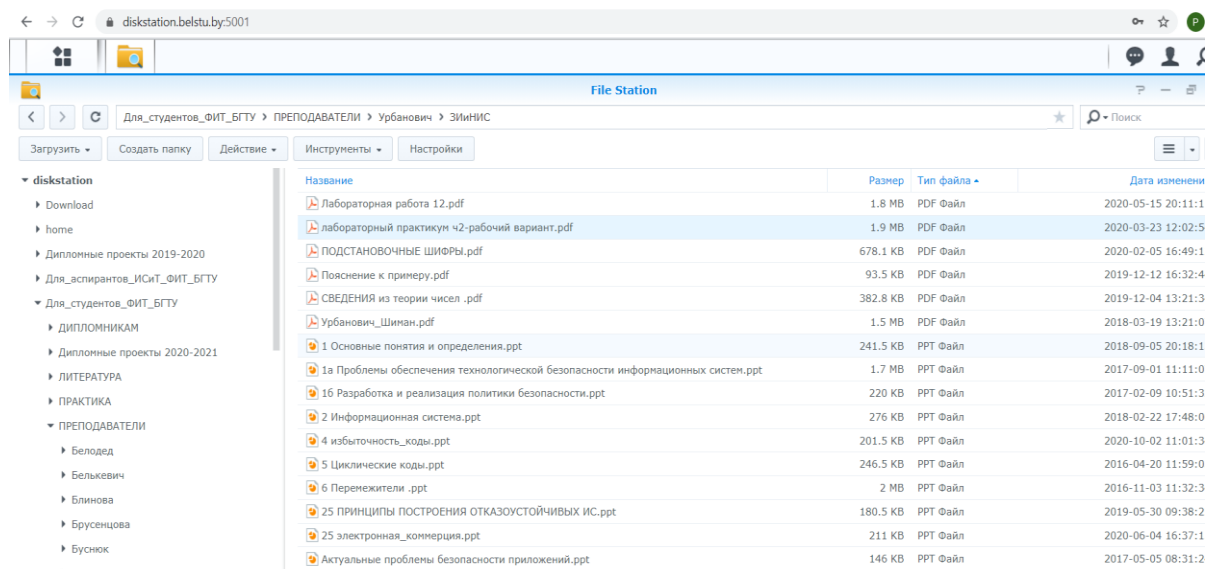 diskstation.belstu.by:5001
P
File Station
Для_студентов_ФИТ_БГТУ > ПРЕПОДАВАТЕЛИ > Урбанович > ЗИиНИС
Поиск
Загрузить Создать папку Действие Инструменты Настройки
diskstation
Download
home
Дипломные проекты 2019-2020
Для_аспирантов_ИСиТ_ФИТ_БГТУ
Для_студентов_ФИТ_БГТУ
ДИПЛОМНИКАМ
Дипломные проекты 2020-2021
ЛИТЕРАТУРА
ПРАКТИКА
ПРЕПОДАВАТЕЛИ
Белодед
Белькевич
Блинова
Брусенцова
Буснюк
Название Размер Тип файла Дата изменени
Лабораторная работа 12.pdf 1.8 MB PDF Файл 2020-05-15 20:11:1
лабораторный практикум ч2-рабочий вариант.pdf 1.9 MB PDF Файл 2020-03-23 12:02:5
ПОДСТАНОВОЧНЫЕ ШИФРЫ.pdf 678.1 KB PDF Файл 2020-02-05 16:49:1
Пояснение к примеру.pdf 93.5 KB PDF Файл 2019-12-12 16:32:4
СВЕДЕНИЯ из теории чисел .pdf 382.8 KB PDF Файл 2019-12-04 13:21:3
Урбанович_Шиман.pdf 1.5 MB PDF Файл 2018-03-19 13:21:0
1 Основные понятия и определения.ppt 241.5 KB PPT Файл 2018-09-05 20:18:1
1а Проблемы обеспечения технологической безопасности информационных систем.ppt 1.7 MB PPT Файл 2017-09-01 11:11:0
1б Разработка и реализация политики безопасности.ppt 220 KB PPT Файл 2017-02-09 10:51:3
2 Информационная система.ppt 276 KB PPT Файл 2018-02-22 17:48:0
4 избыточность_коды.ppt 201.5 KB PPT Файл 2020-10-02 11:01:3
5 Циклические коды.ppt 246.5 KB PPT Файл 2016-04-20 11:59:0
6 Перемежители .ppt 2 MB PPT Файл 2016-11-03 11:32:3
25 ПРИНЦИПЫ ПОСТРОЕНИЯ ОТКАЗОУСТОЙЧИВЫХ ИС.ppt 180.5 KB PPT Файл 2019-05-30 09:38:2
25 электронная_коммерция.ppt 211 KB PPT Файл 2020-06-04 16:37:1
Актуальные проблемы безопасности приложений.ppt 146 KB PPT Файл 2017-05-05 08:31:2